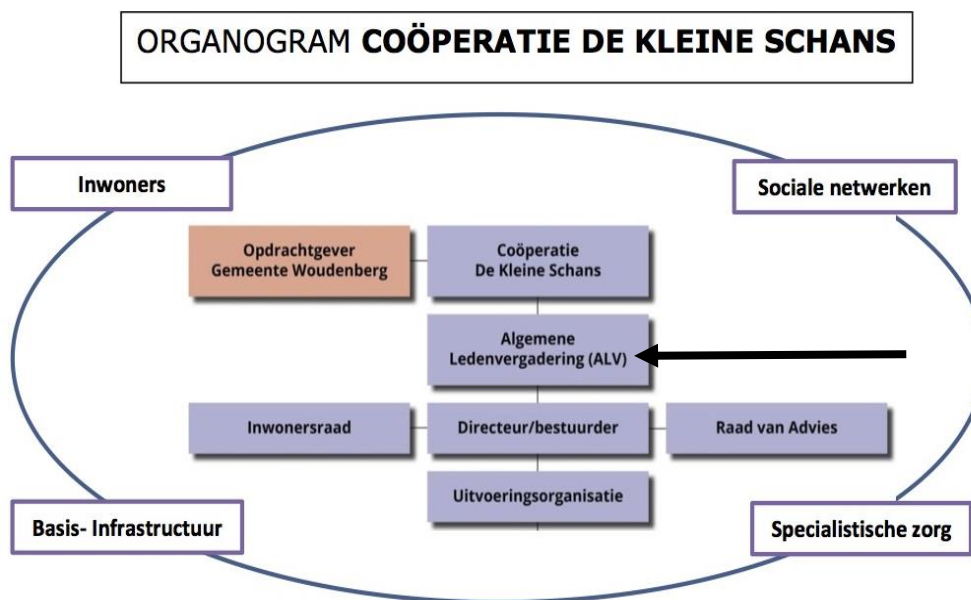 ORGANOGRAM COÖPERATIE DE KLEINE SCHANS
Inwoners
Sociale netwerken
Opdrachtgever
Gemeente Woudenberg
Coöperatie
De Kleine Schans
Algemene
Ledenvergadering (ALV)
Inwonersraad
Directeur/bestuurder
Raad van Advies
Uitvoeringsorganisatie
Basis- Infrastructuur
Specialistische zorg